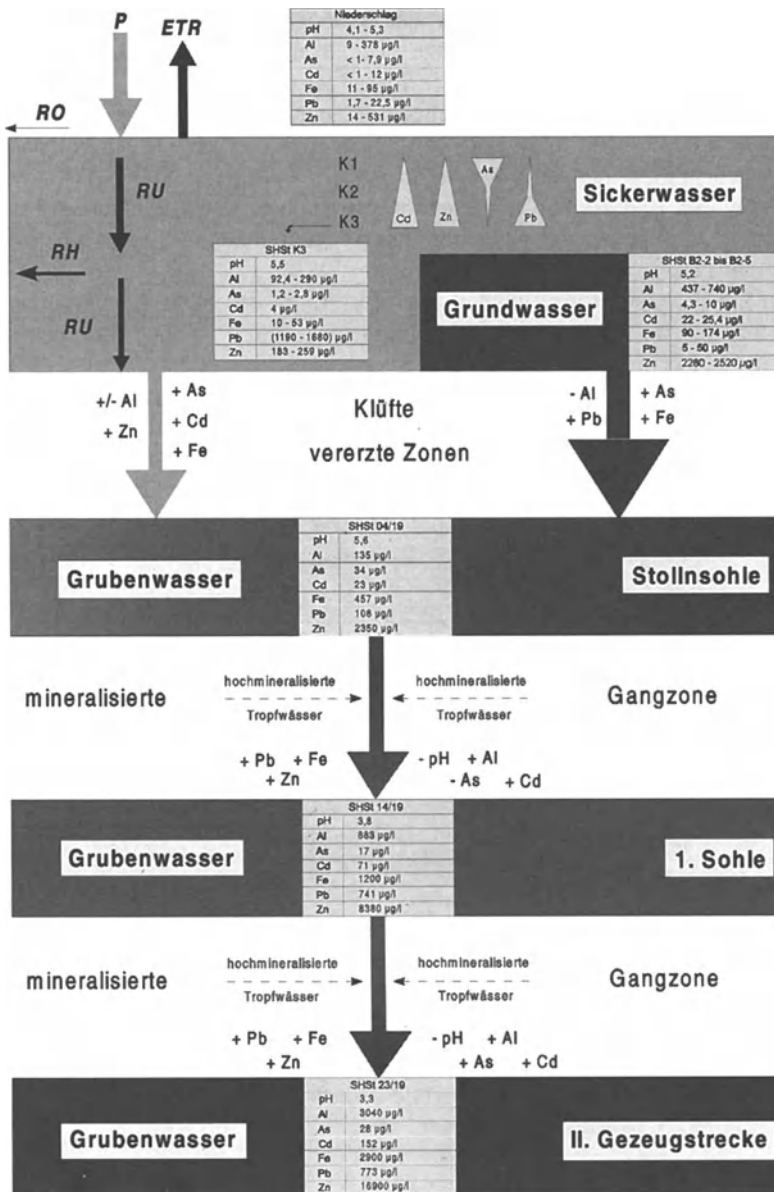 P ETR
RO
Niederschlag
pH 4,1 - 5,3
Al 9 - 378 µg/l
As < 1- 7,9 µg/l
Cd < 1 - 12 µg/l
Fe 11 - 95 µg/l
Pb 1,7 - 22,5 µg/l
Zn 14 - 531 µg/l
K1
K2
K3
Cd Zn As Pb
Sickerwasser
RU
RH
RU
SHSt K3
pH 5,5
Al 92,4 - 290 µg/l
As 1,2 - 2,8 µg/l
Cd 4 µg/l
Fe 10 - 53 µg/l
Pb (1190 - 1680) µg/l
Zn 183 - 259 µg/l
Grundwasser
SHSt B2-2 bis B2-5
pH 5,2
Al 437 - 740 µg/l
As 4,3 - 10 µg/l
Cd 22 - 25,4 µg/l
Fe 90 - 174 µg/l
Pb 5 - 50 µg/l
Zn 2260 - 2520 µg/l
+/- Al
+ Zn
+ As
+ Cd
+ Fe
Klüfte
vererzte Zonen
- Al
+ Pb
+ As
+ Fe
Grubenwasser
SHSt 04/19
pH 5,6
Al 135 µg/l
As 34 µg/l
Cd 23 µg/l
Fe 457 µg/l
Pb 108 µg/l
Zn 2350 µg/l
Stollnsohle
mineralisierte
hochmineralisierte
Tropfwässer
hochmineralisierte
Tropfwässer
Gangzone
+ Pb + Fe
+ Zn
- pH + Al
- As + Cd
Grubenwasser
SHSt 14/19
pH 3,8
Al 883 µg/l
As 17 µg/l
Cd 71 µg/l
Fe 1200 µg/l
Pb 741 µg/l
Zn 8380 µg/l
1. Sohle
mineralisierte
hochmineralisierte
Tropfwässer
hochmineralisierte
Tropfwässer
Gangzone
+ Pb + Fe
+ Zn
- pH + Al
+ As + Cd
Grubenwasser
SHSt 23/19
pH 3,3
Al 3040 µg/l
As 28 µg/l
Cd 152 µg/l
Fe 2900 µg/l
Pb 773 µg/l
Zn 16900 µg/l
II. Gezeugstrecke